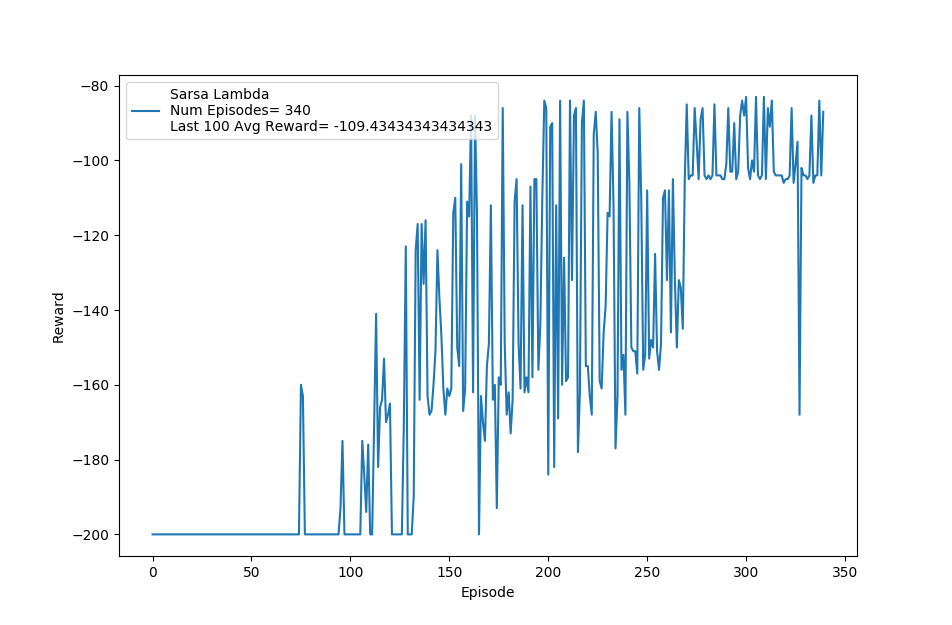 Sarsa Lambda
Num Episodes= 340
Last 100 Avg Reward= -109.43434343434343
−80
−100
−120
−140
−160
−180
−200
Reward
0 50 100 150 200 250 300 350
Episode